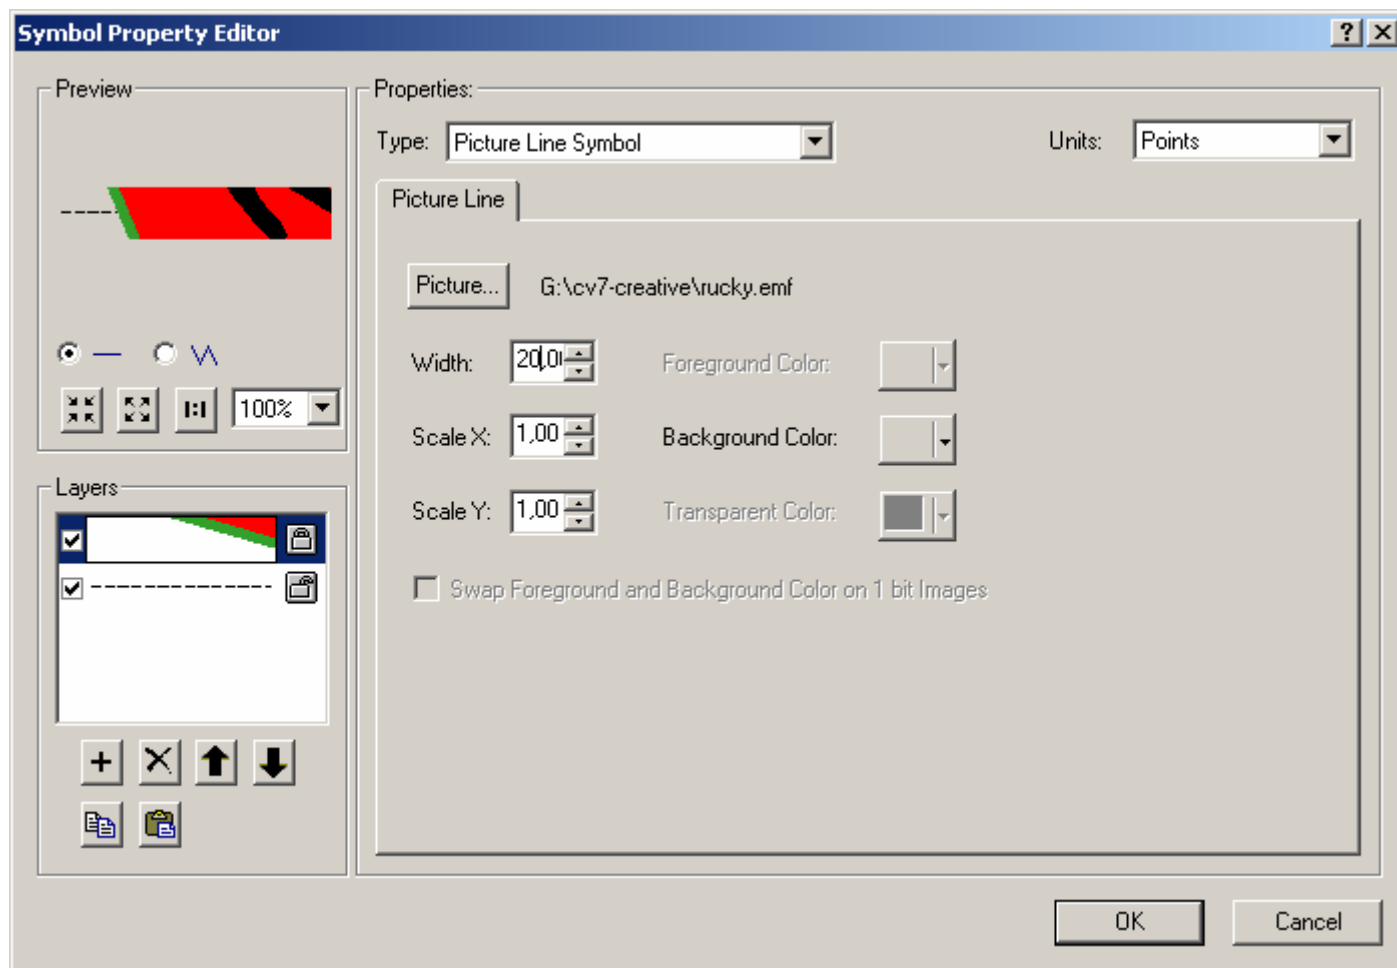 Symbol Property Editor
Preview
100%
Layers
Properties:
Type: Picture Line Symbol
Units: Points
Picture Line
Picture... G:\cv7-creative\rucky.emf
Width: 20,0 Foreground Color:
Scale X: 1,00 Background Color:
Scale Y: 1,00 Transparent Color:
Swap Foreground and Background Color on 1 bit Images
OK Cancel